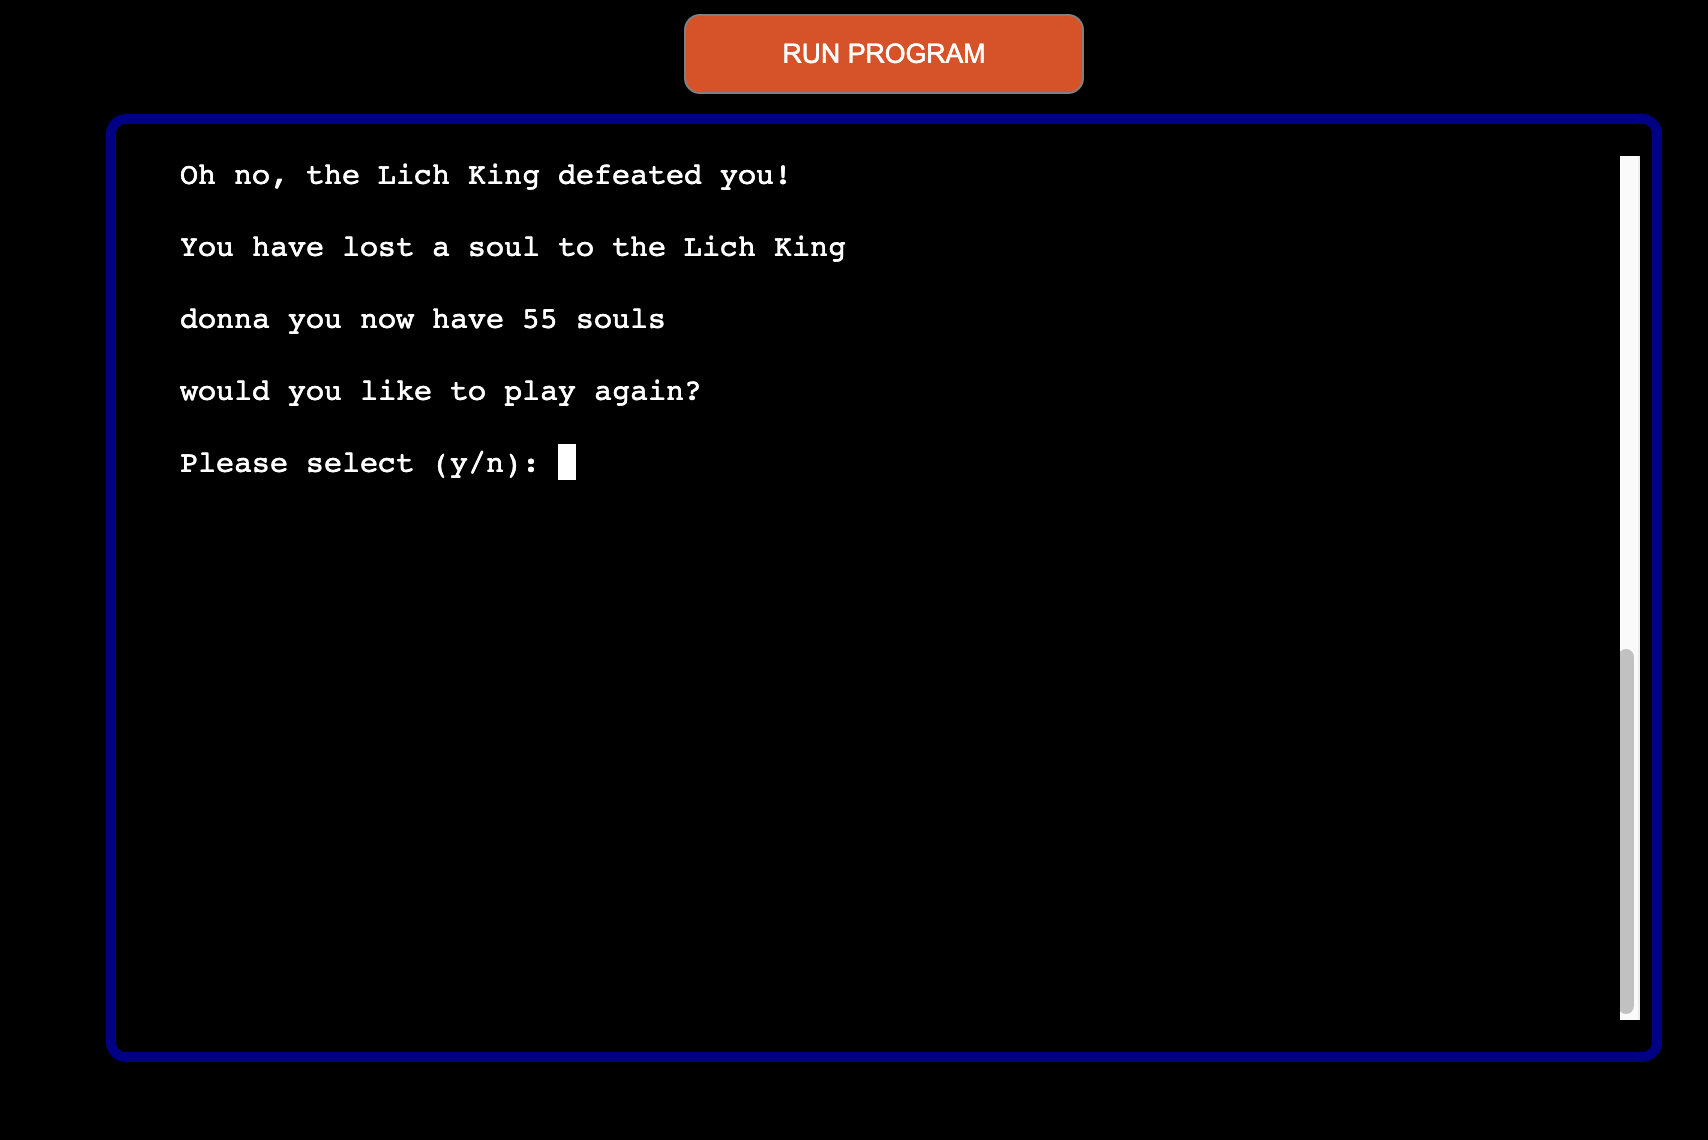 RUN PROGRAM
Oh no, the Lich King defeated you!
You have lost a soul to the Lich King
donna you now have 55 souls
would you like to play again?
Please select (y/n):